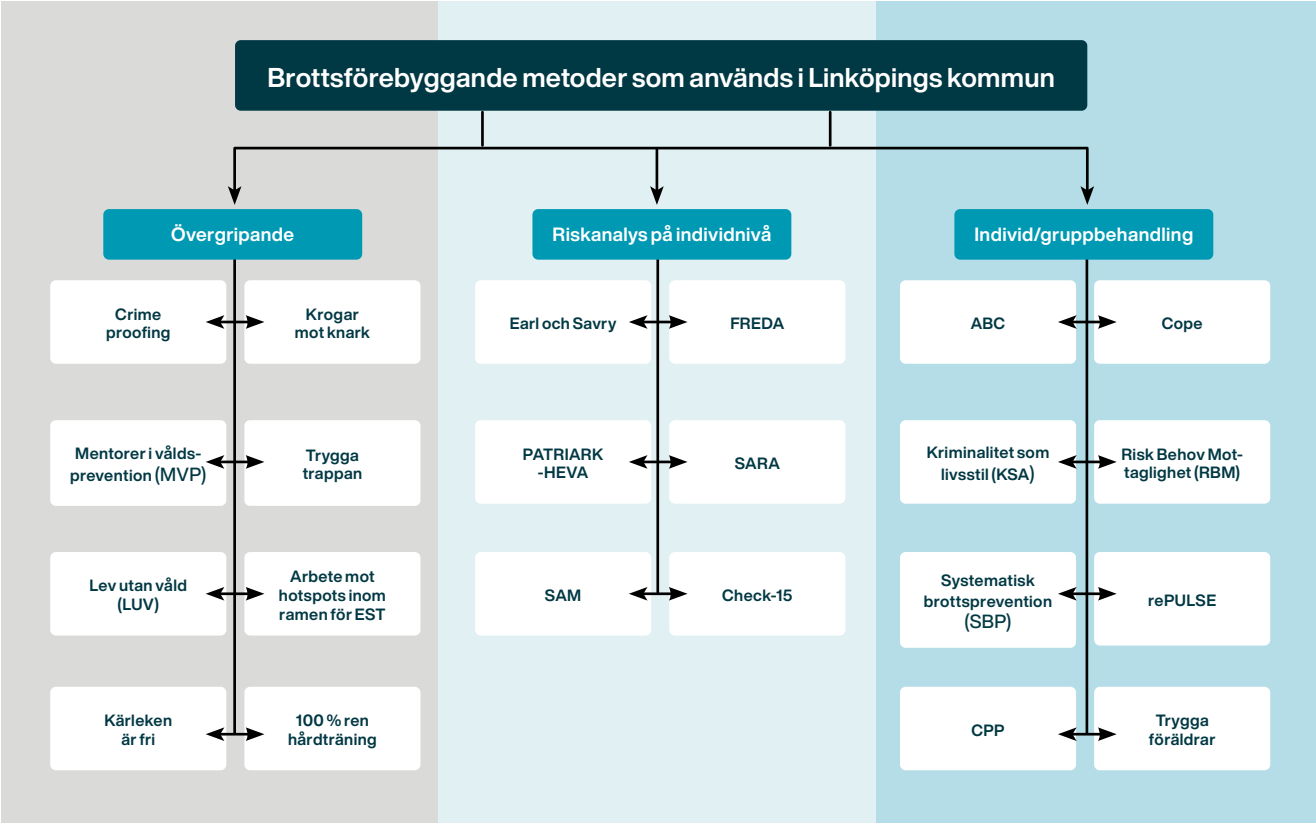 Brottsförebyggande metoder som används i Linköpings kommun
Övergripande
Crime
proofing
Krogar
mot knark
Mentorer i vålds-
prevention (MVP)
Trygga
trappan
Lev utan våld
(LUV)
Arbete mot
hotspots inom
ramen för EST
Kärleken
är fri
100 % ren
hårdträning
Riskanalys på individnivå
Earl och Savry
FREDA
PATRIARK
-HEVA
SARA
SAM
Check-15
Individ/gruppbehandling
ABC
Cope
Kriminalitet som
livsstil (KSA)
Risk Behov Mot-
taglighet (RBM)
Systematisk
brottsprevention
(SBP)
rePULSE
CPP
Trygga
föräldrar